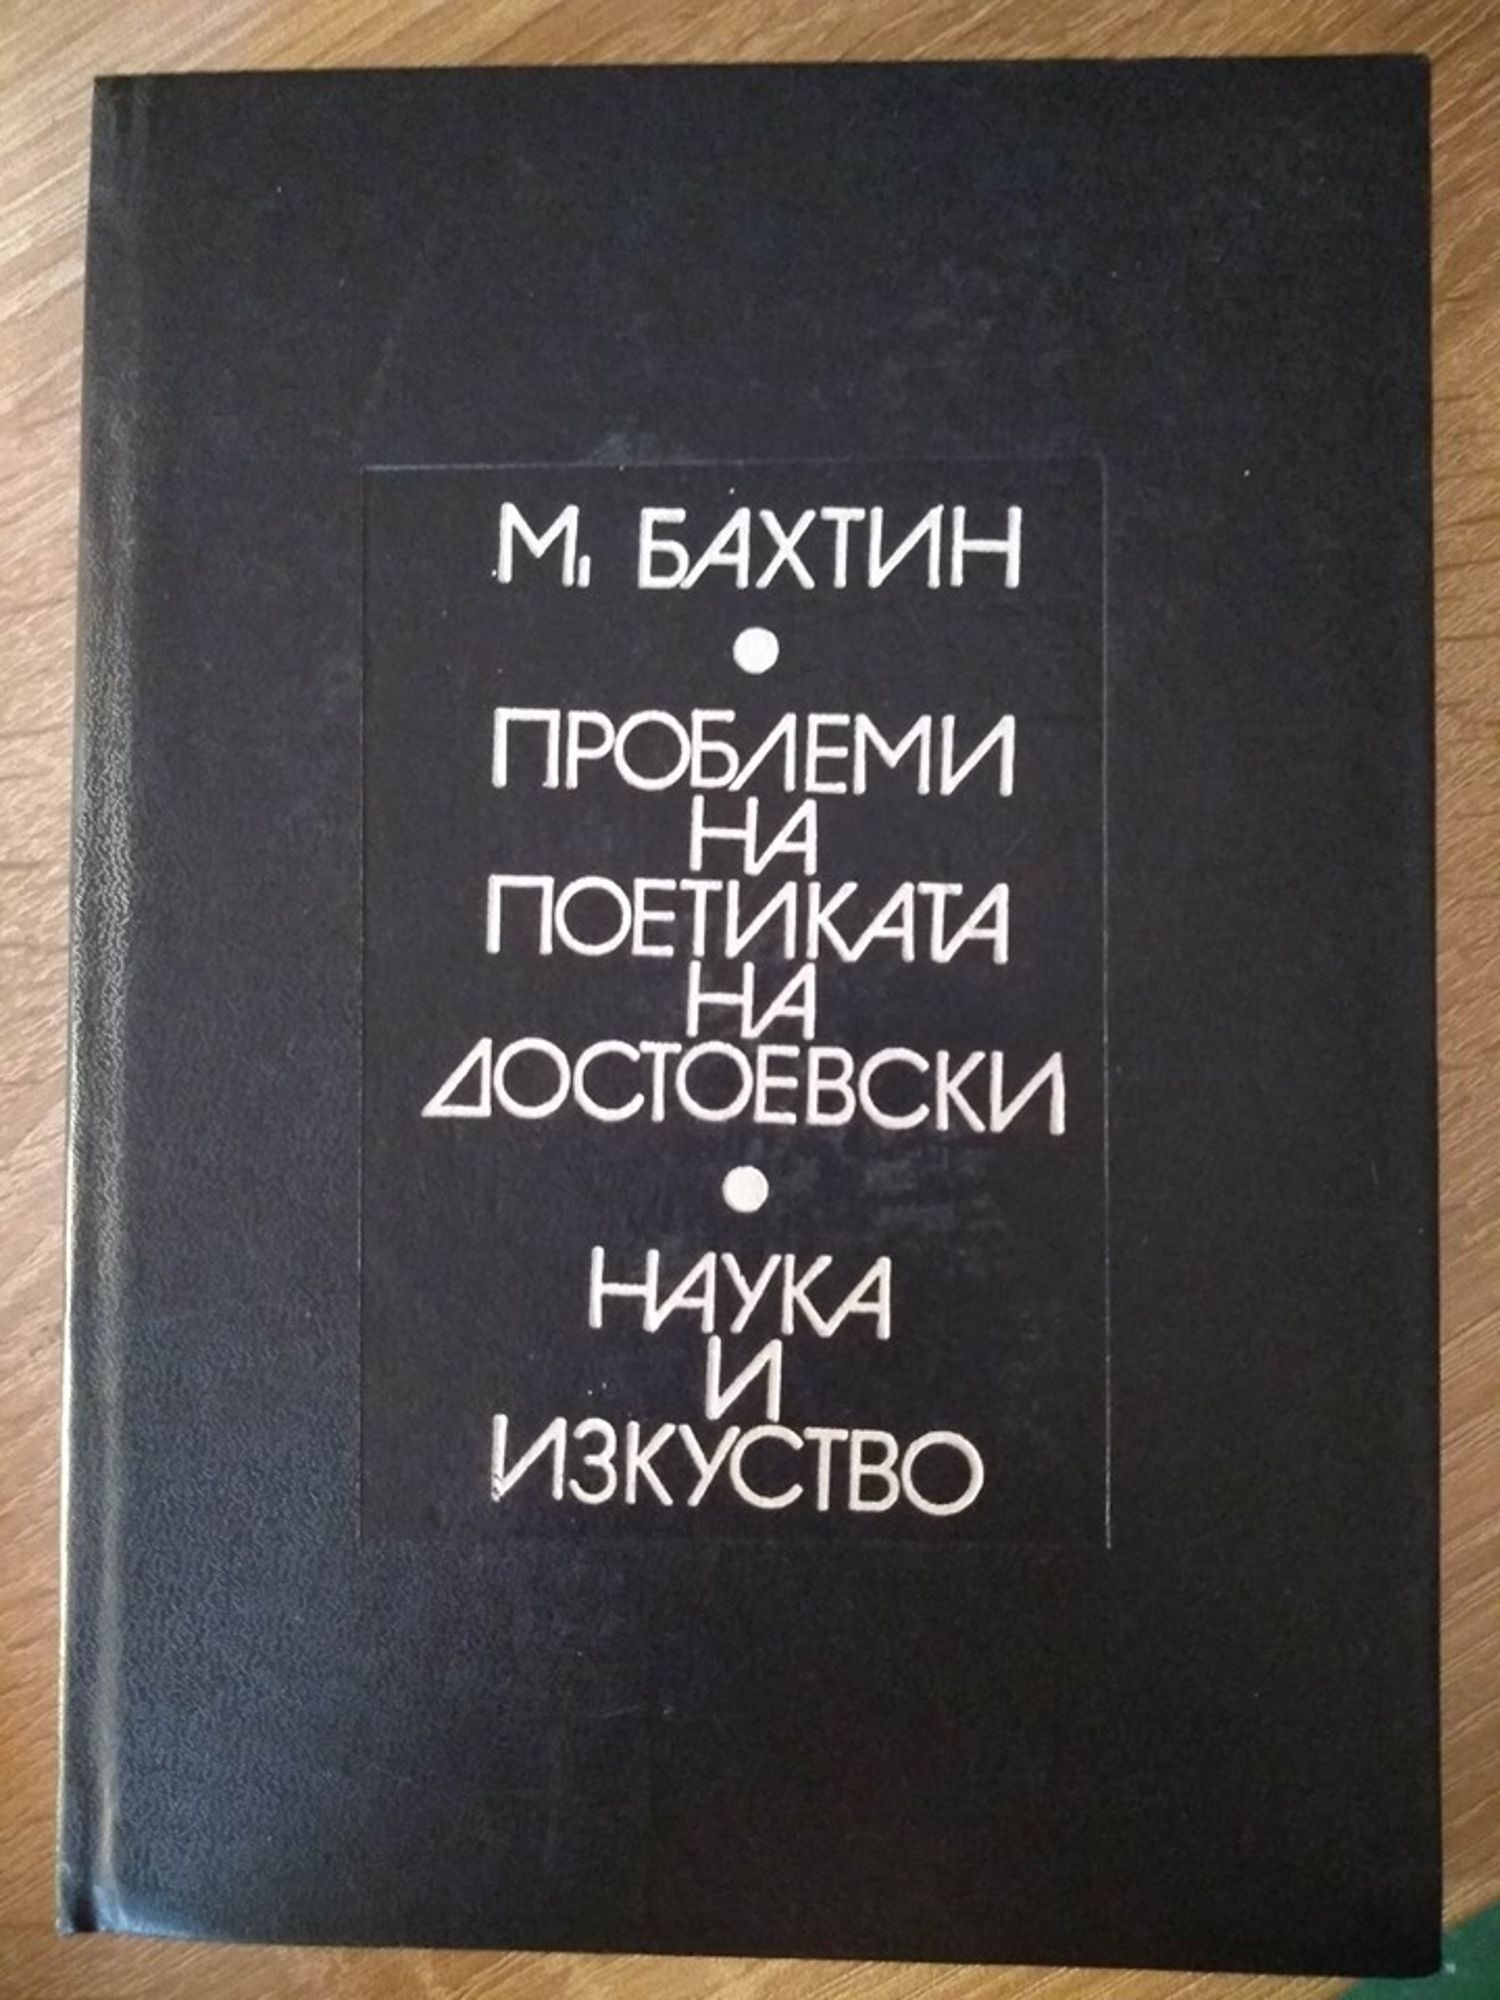 М. БАХТИН
ПРОБЛЕМИ
НА
ПОЕТИКАТА
НА
ДОСТОЕВСКИ
НАУКА
И
ИЗКУСТВО